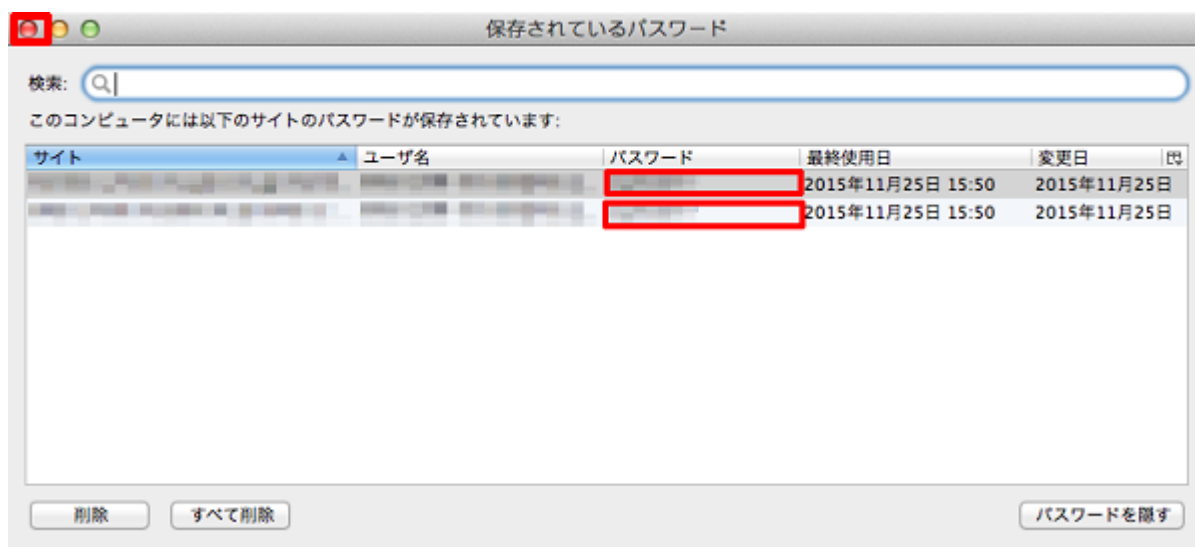 保存されているパスワード
検索:
このコンピュータには以下のサイトのパスワードが保存されています:
サイト ユーザ名 パスワード 最終使用日 変更日
2015年11月25日 15:50 2015年11月25日
2015年11月25日 15:50 2015年11月25日
削除 すべて削除 パスワードを隠す